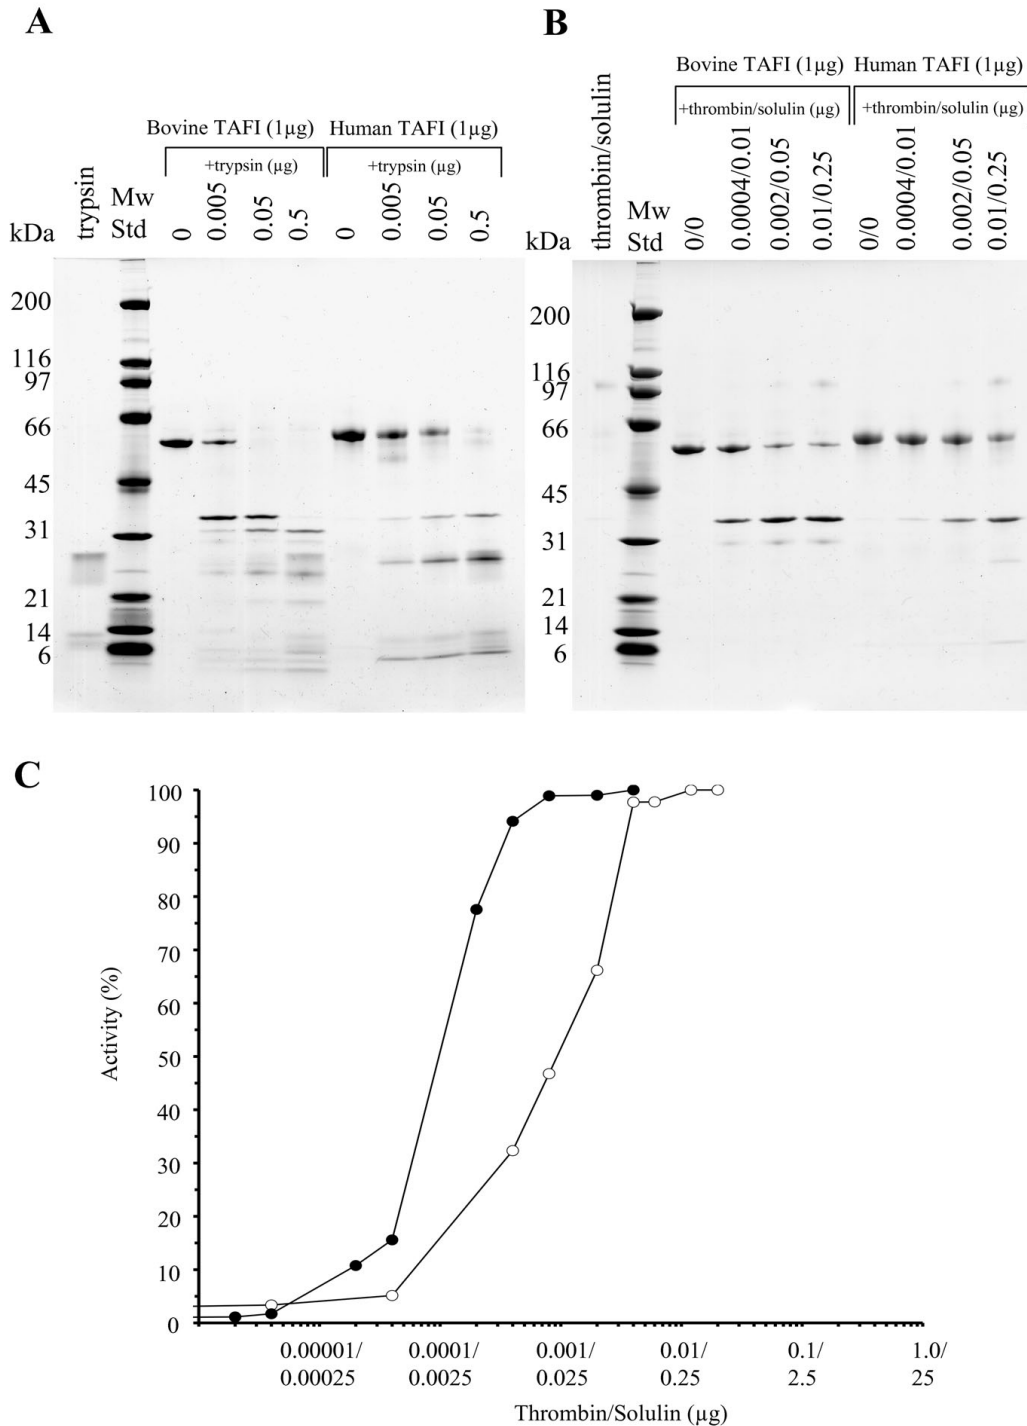 A
Bovine TAFI (1µg) Human TAFI (1µg)
+trypsin (µg) +trypsin (µg)
kDa trypsin Mw Std 0 0.005 0.05 0.5 0 0.005 0.05 0.5
200
116
97
66
45
31
21
14
6
B
Bovine TAFI (1µg) Human TAFI (1µg)
+thrombin/solulin (µg) +thrombin/solulin (µg)
kDa thrombin/solulin Mw Std 0/0 0.0004/0.01 0.002/0.05 0.01/0.25 0/0 0.0004/0.01 0.002/0.05 0.01/0.25
200
116
97
66
45
31
21
14
6
C
100
90
80
70
60
50
40
30
20
10
0
Activity (%)
0.00001/ 0.0001/ 0.001/ 0.01/ 0.1/ 1.0/
0.00025 0.0025 0.025 0.25 2.5 25
Thrombin/Solulin (µg)